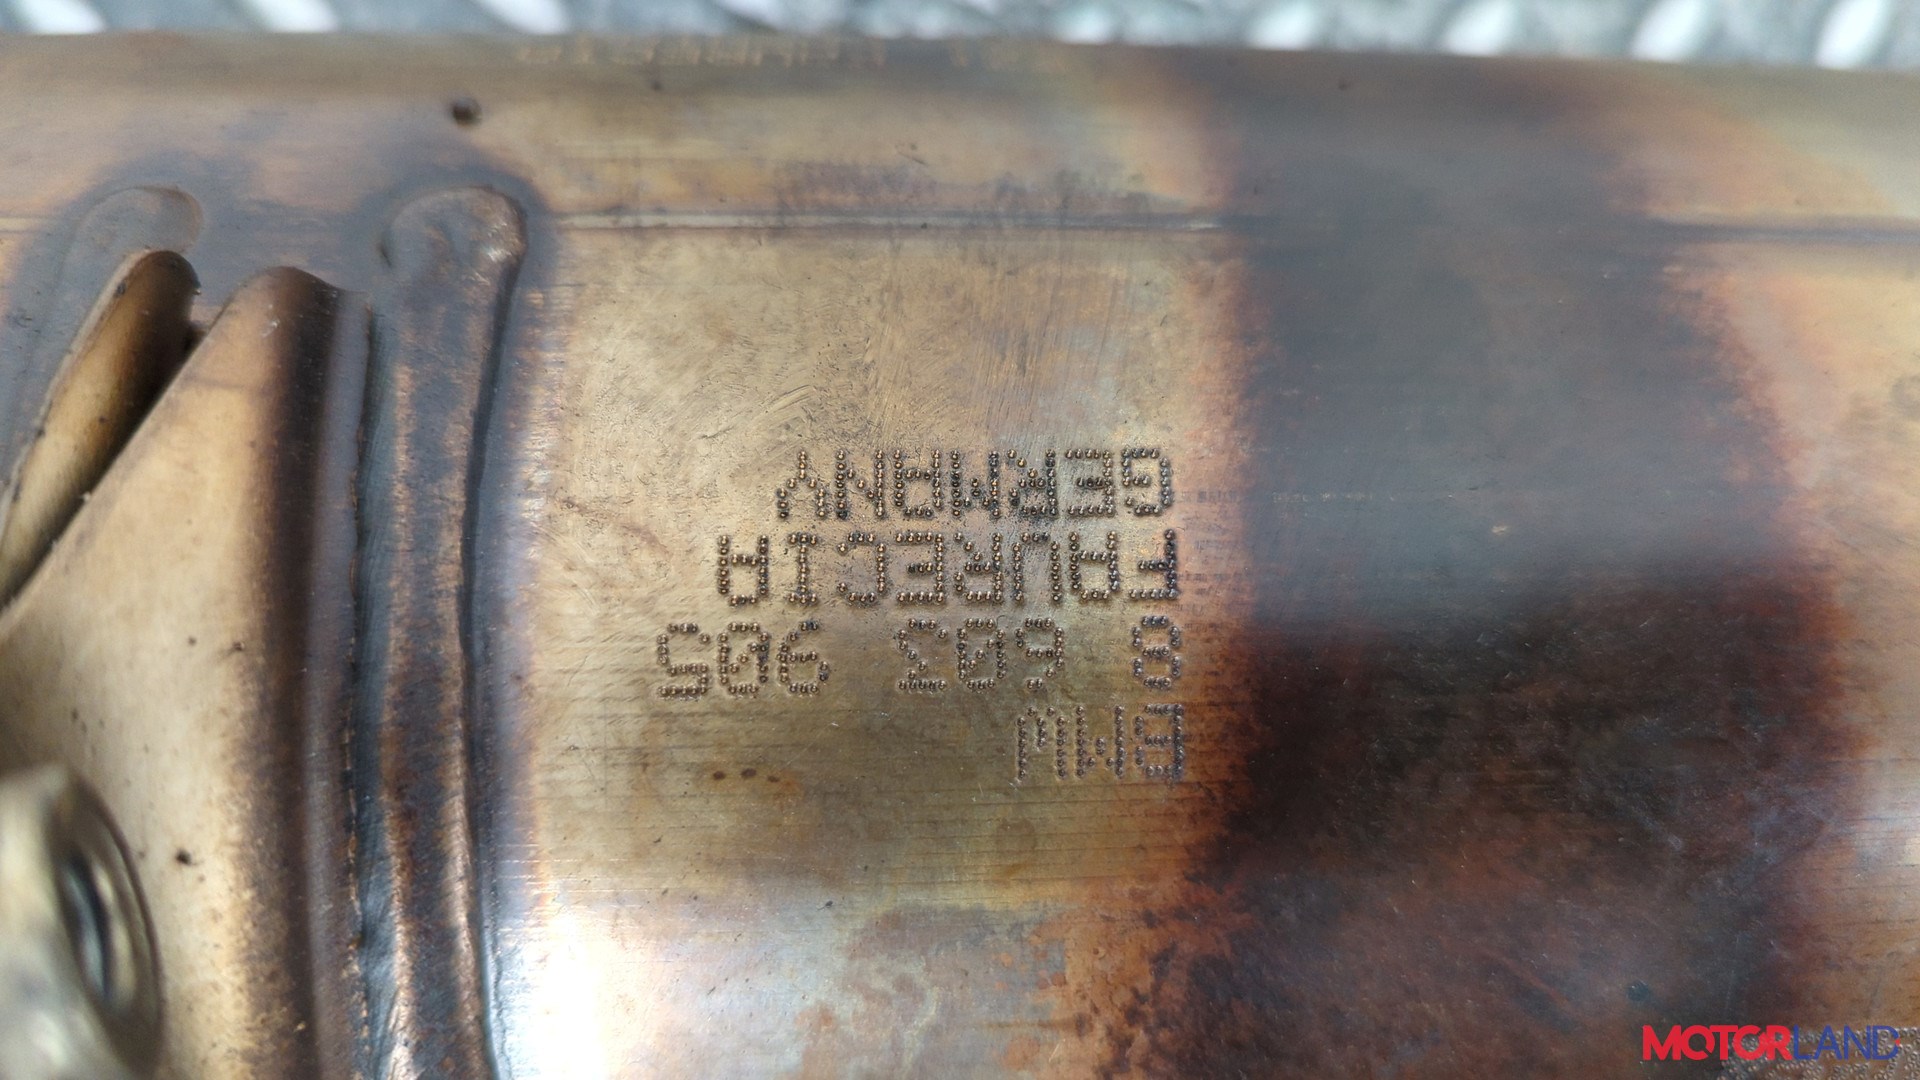 BMW
8 603 905
FAURECIA
GERMANY
MOTORLAND